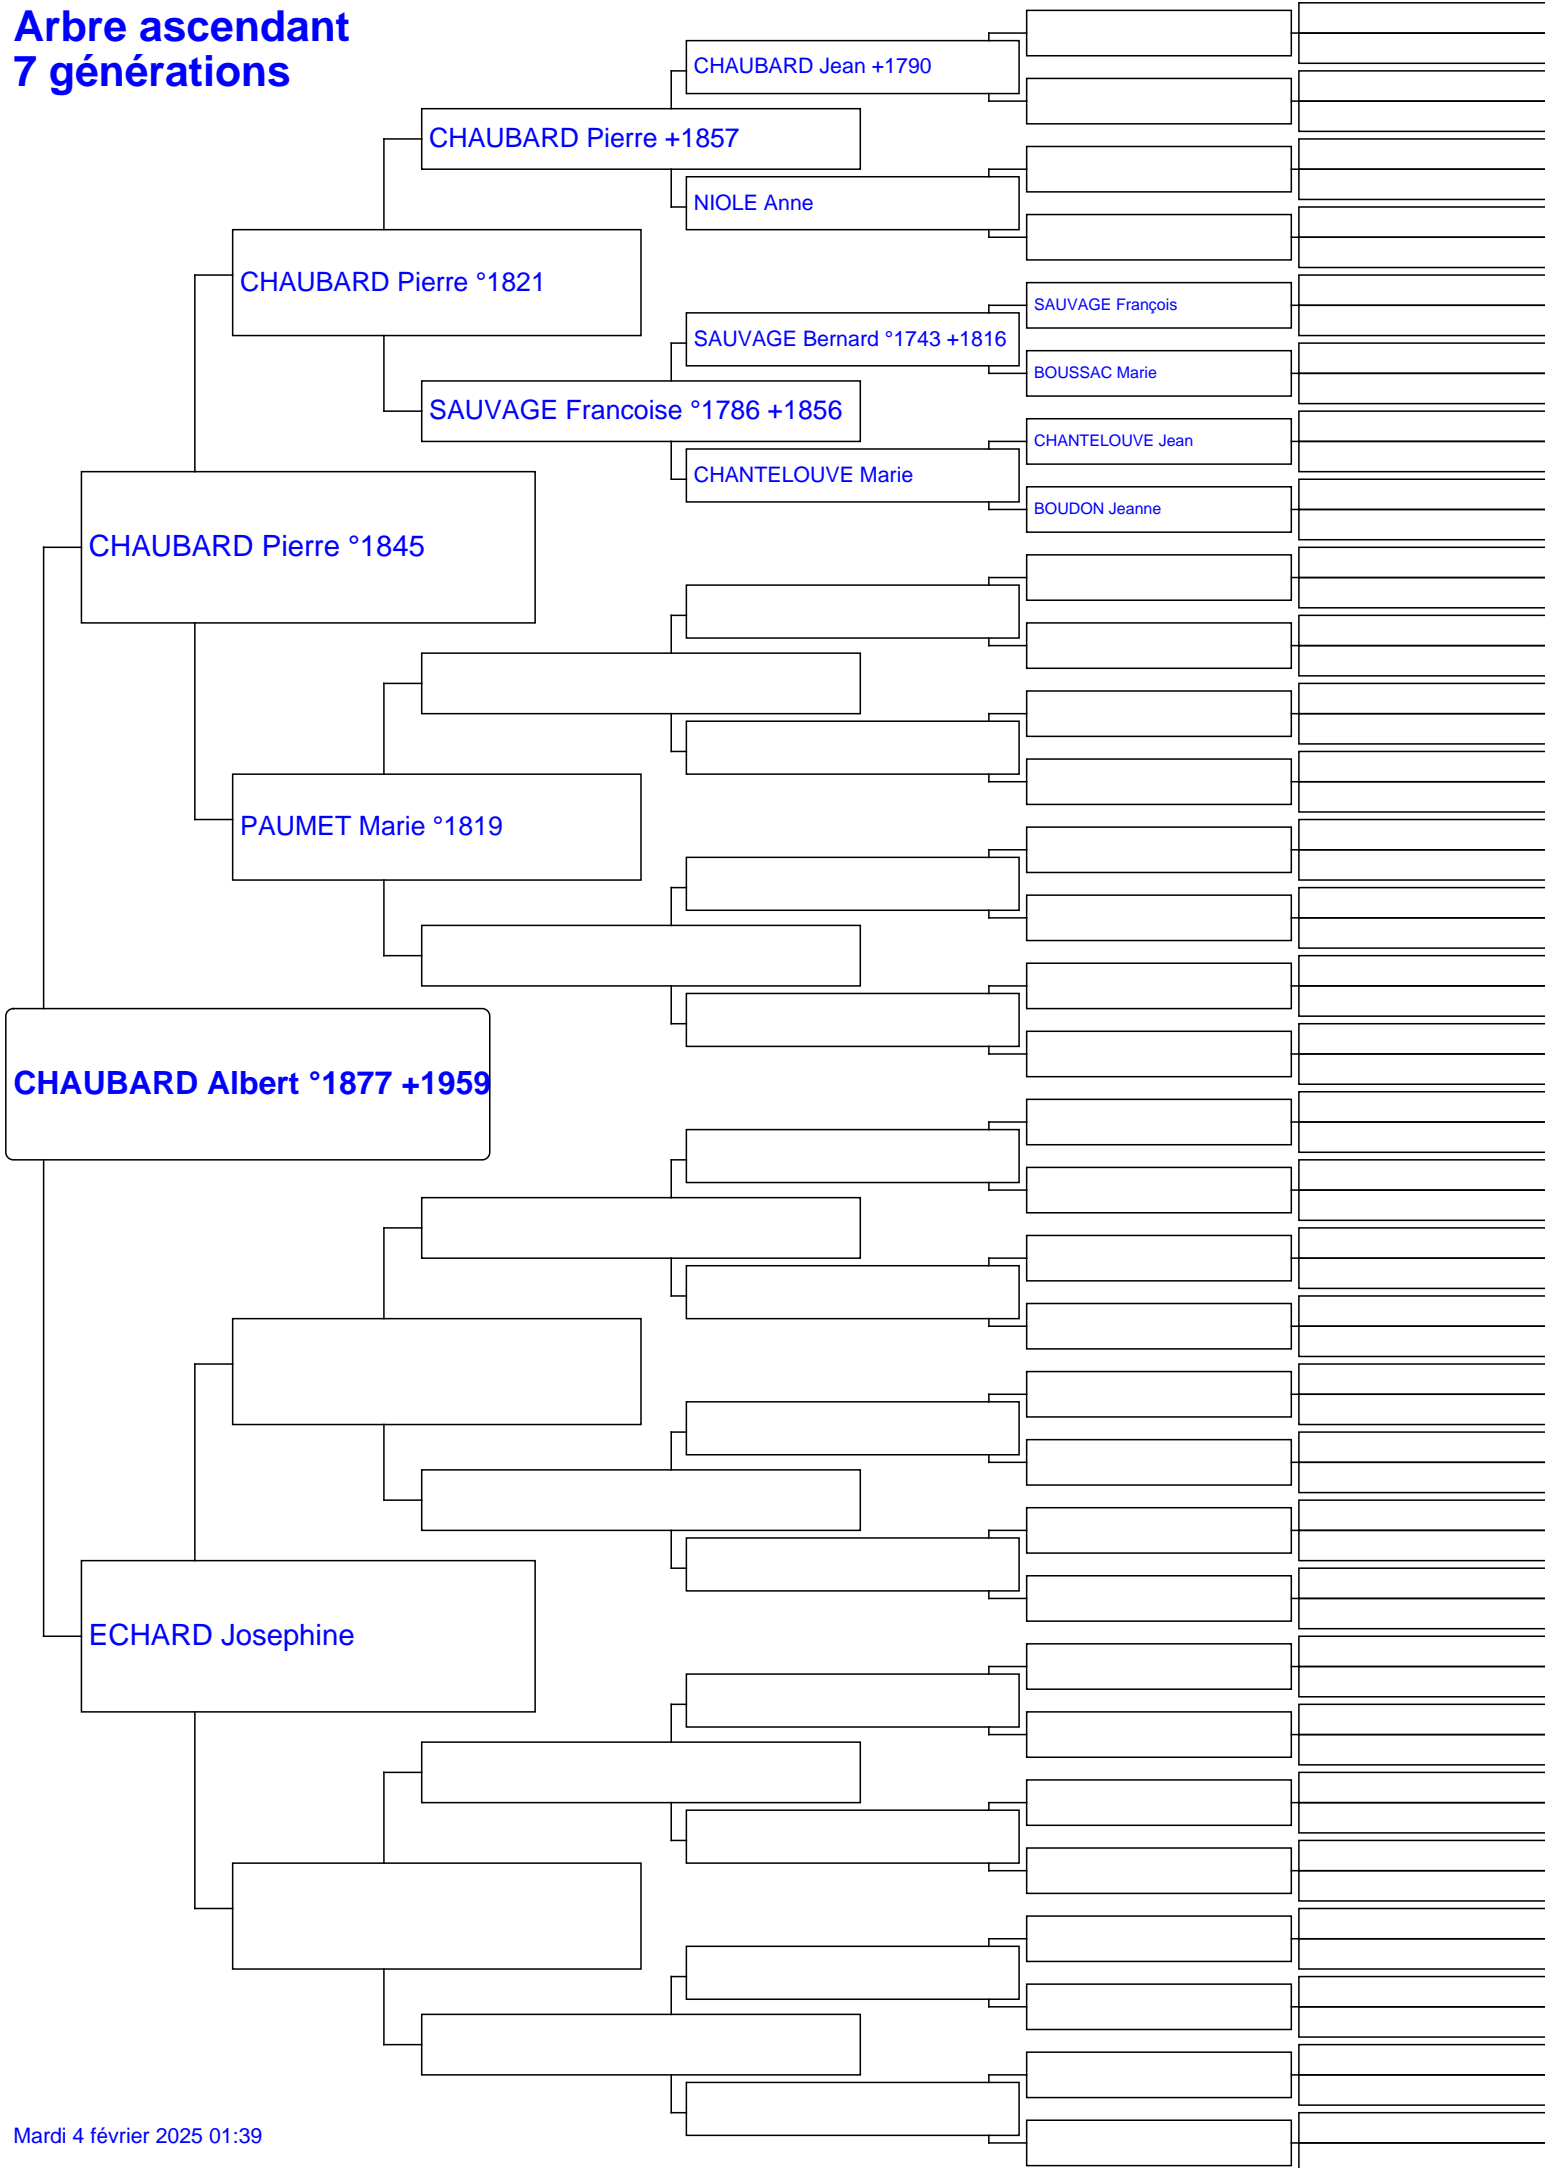 Arbre ascendant
7 générations
CHAUBARD Jean +1790
CHAUBARD Pierre +1857
NIOLE Anne
CHAUBARD Pierre °1821
SAUVAGE François
SAUVAGE Bernard °1743 +1816
BOUSSAC Marie
SAUVAGE Francoise °1786 +1856
CHANTELOUVE Jean
CHANTELOUVE Marie
BOUDON Jeanne
CHAUBARD Pierre °1845
PAUMET Marie °1819
CHAUBARD Albert °1877 +1959
ECHARD Josephine
Mardi 4 février 2025 01:39